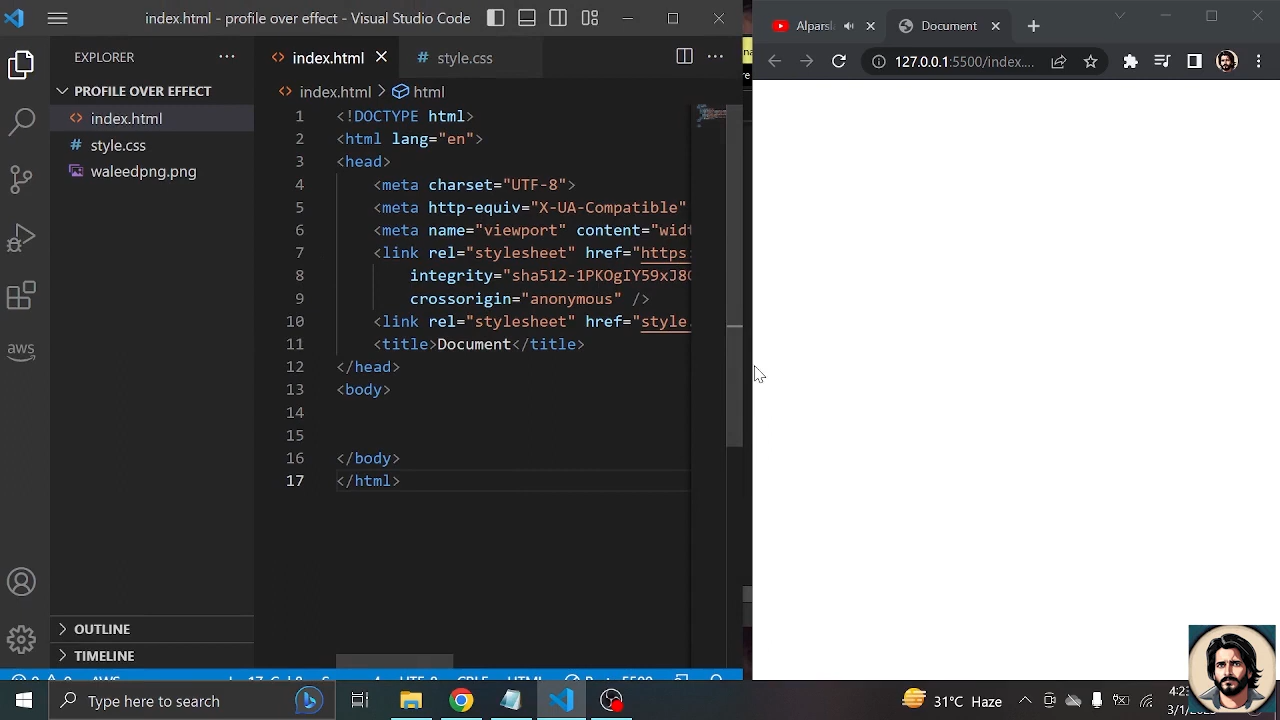 index.html - profile over effect - Visual Studio Code
EXPLORER
PROFILE OVER EFFECT
index.html
style.css
waleedpng.png
OUTLINE
TIMELINE
aws
index.html
style.css
index.html > html
1 <!DOCTYPE html>
2 <html lang="en">
3 <head>
4 <meta charset="UTF-8">
5 <meta http-equiv="X-UA-Compatible"
6 <meta name="viewport" content="widt
7 <link rel="stylesheet" href="https:
8 integrity="sha512-1PKOgIY59xJ8C
9 crossorigin="anonymous" />
10 <link rel="stylesheet" href="style.
11 <title>Document</title>
12 </head>
13 <body>
14
15
16 </body>
17 </html>
AWS
Alpars
Document
127.0.0.1:5500/index....
Type here to search
31°C Haze